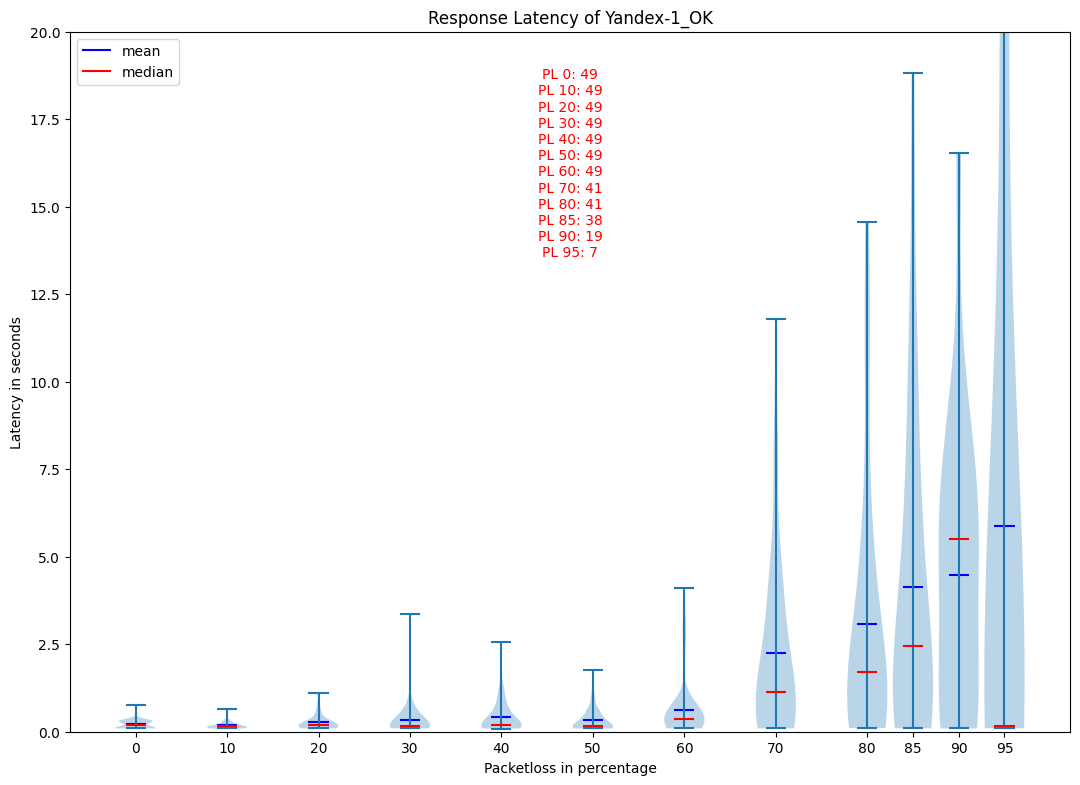 Response Latency of Yandex-1_OK
mean
median
PL 0: 49
PL 10: 49
PL 20: 49
PL 30: 49
PL 40: 49
PL 50: 49
PL 60: 49
PL 70: 41
PL 80: 41
PL 85: 38
PL 90: 19
PL 95: 7
20.0
17.5
15.0
12.5
10.0
7.5
5.0
2.5
0.0
Latency in seconds
0 10 20 30 40 50 60 70 80 85 90 95
Packetloss in percentage